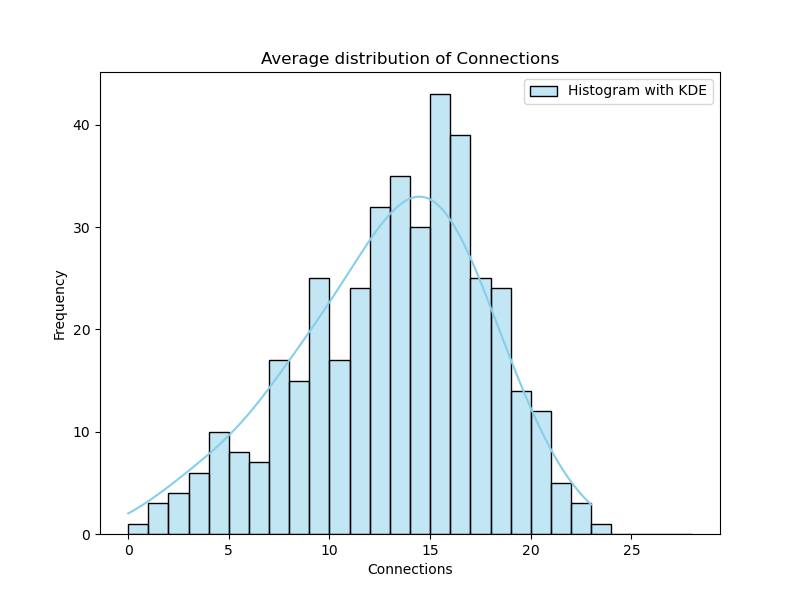 Average distribution of Connections
Histogram with KDE
Frequency
40
30
20
10
0
0 5 10 15 20 25
Connections